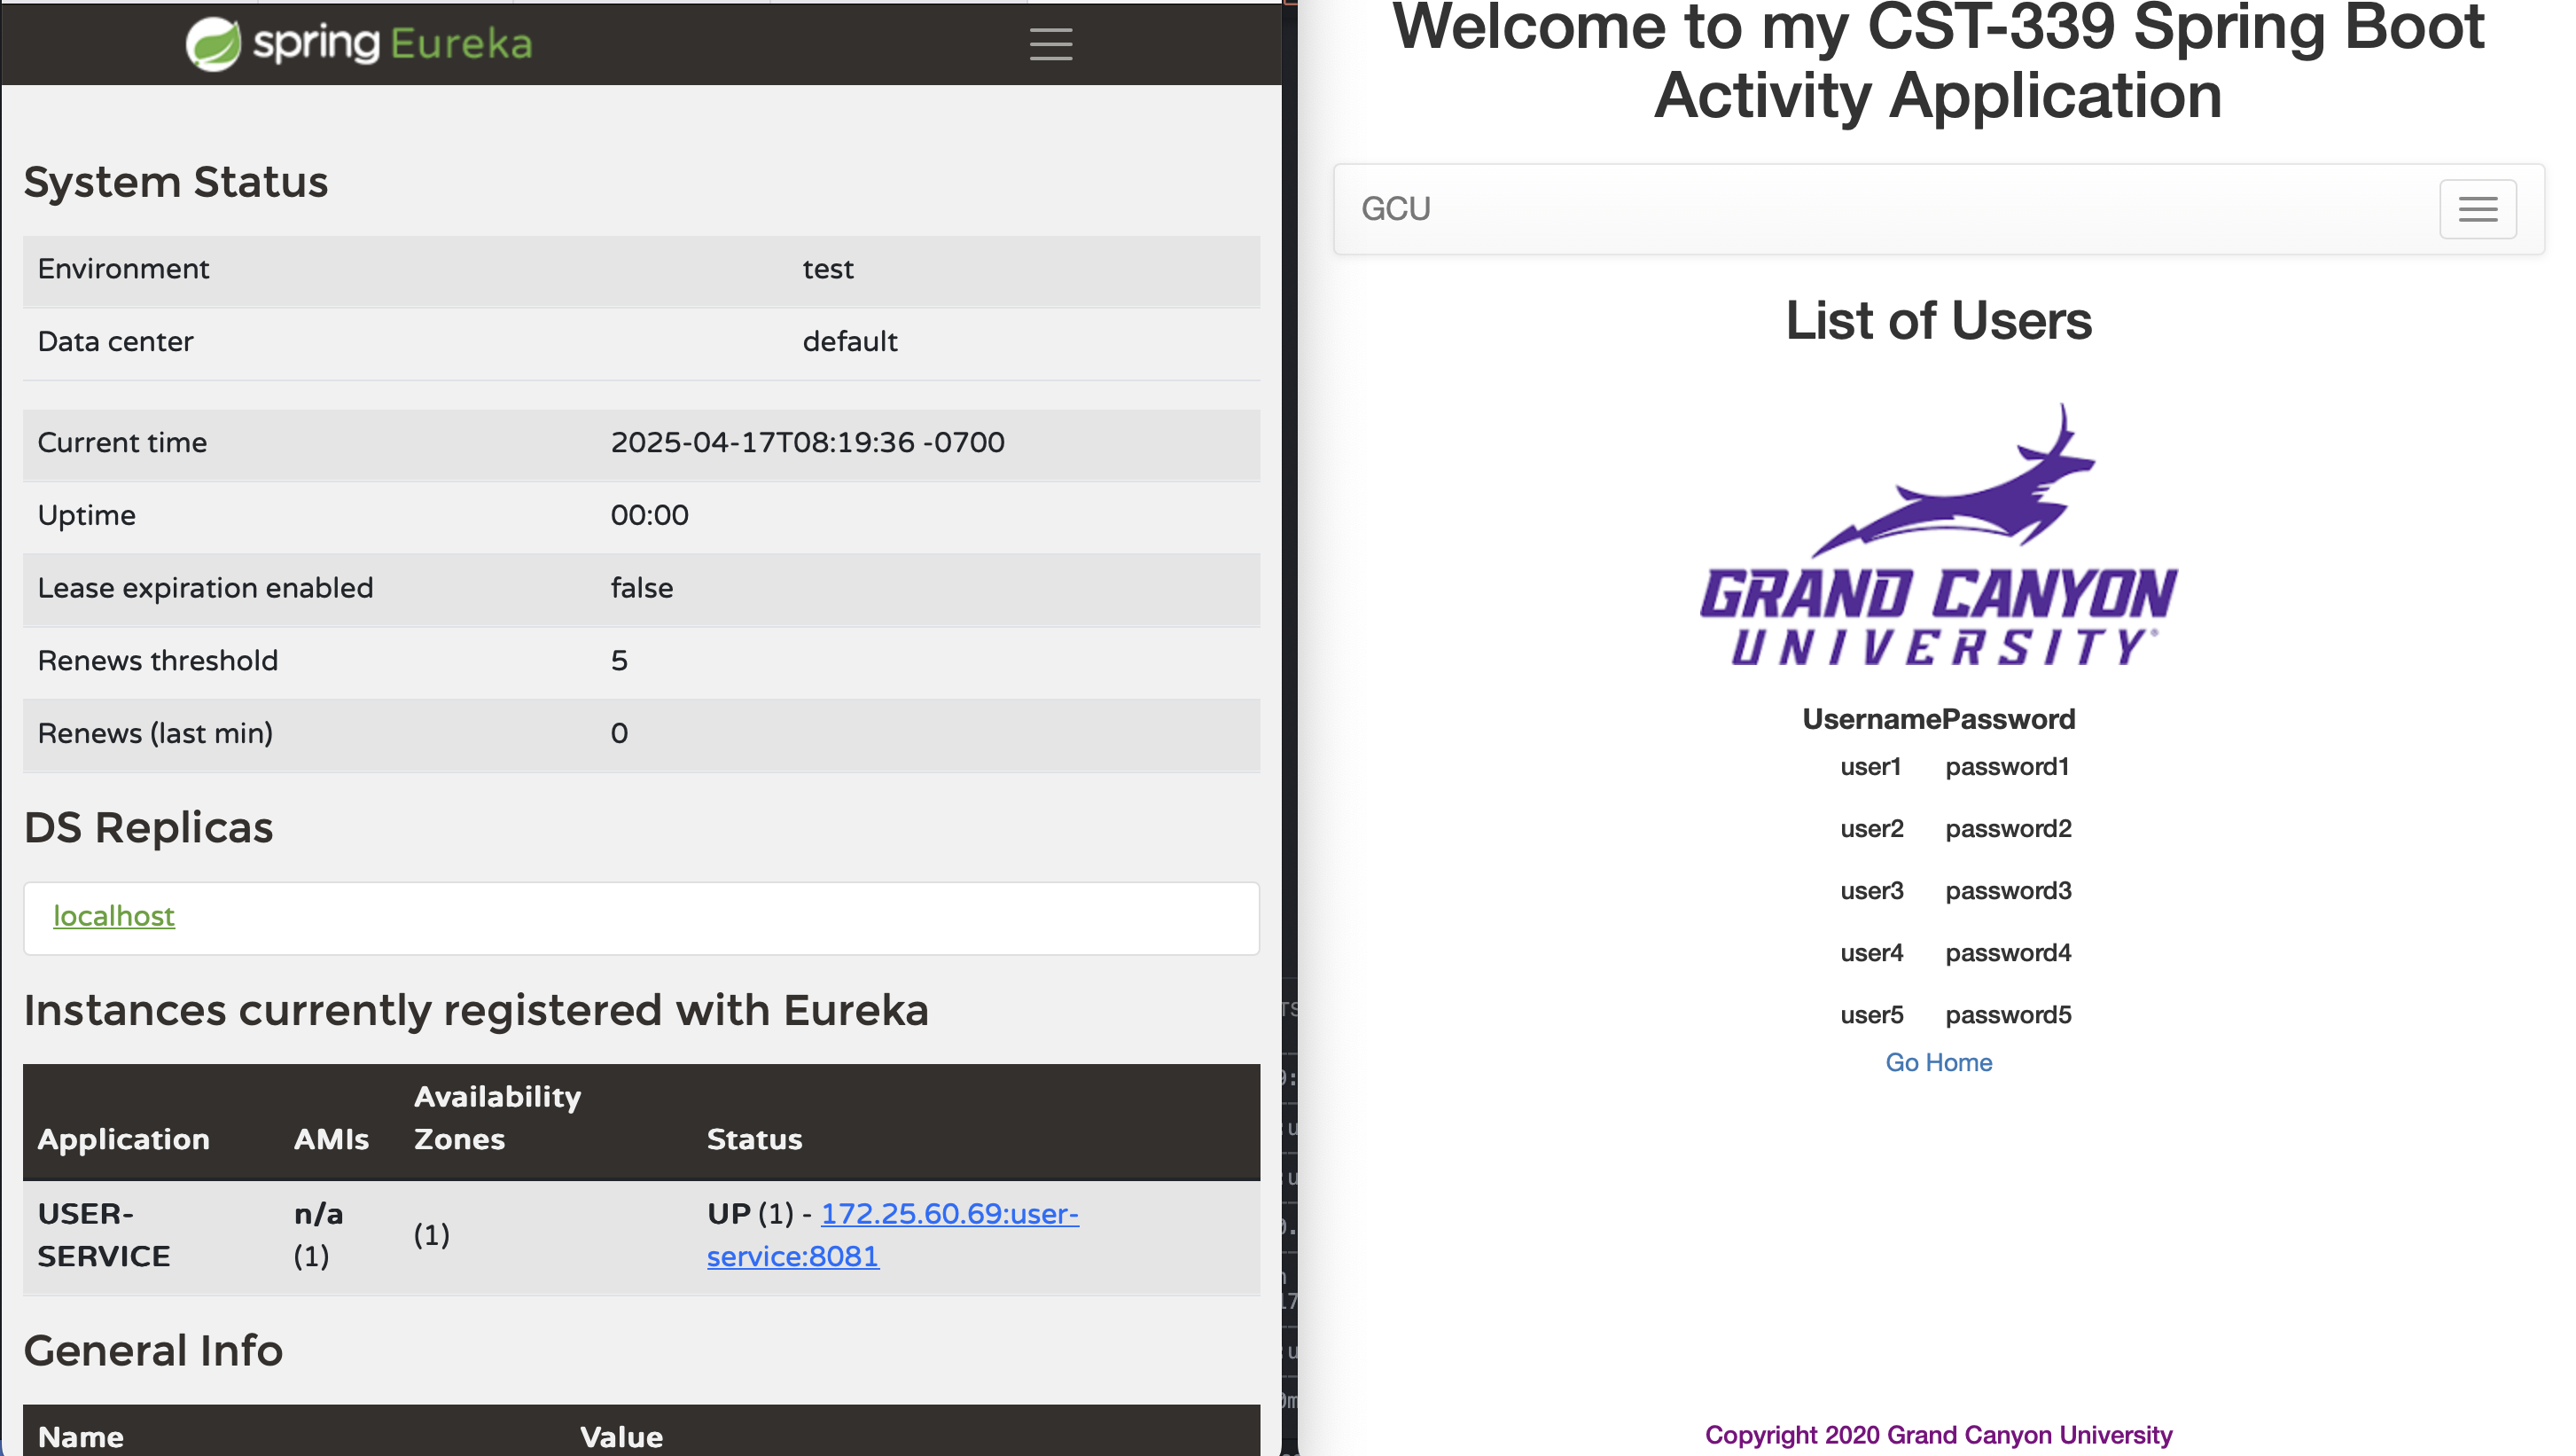 spring Eureka
System Status
Environment test
Data center default
Current time 2025-04-17T08:19:36 -0700
Uptime 00:00
Lease expiration enabled false
Renews threshold 5
Renews (last min) 0
DS Replicas
localhost
Instances currently registered with Eureka
Application AMIs Availability Zones Status
USER-SERVICE n/a (1) (1) UP (1) - 172.25.60.69:user-service:8081
General Info
Name Value
Welcome to my CST-339 Spring Boot
Activity Application
GCU
List of Users
GRAND CANYON
UNIVERSITY®
UsernamePassword
user1 password1
user2 password2
user3 password3
user4 password4
user5 password5
Go Home
Copyright 2020 Grand Canyon University